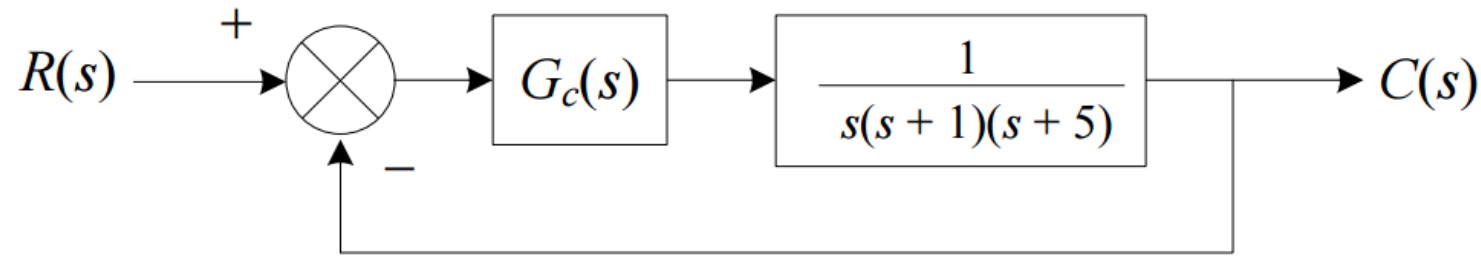 +
R(s)
G_c(s)
1
s(s + 1)(s + 5)
C(s)
−